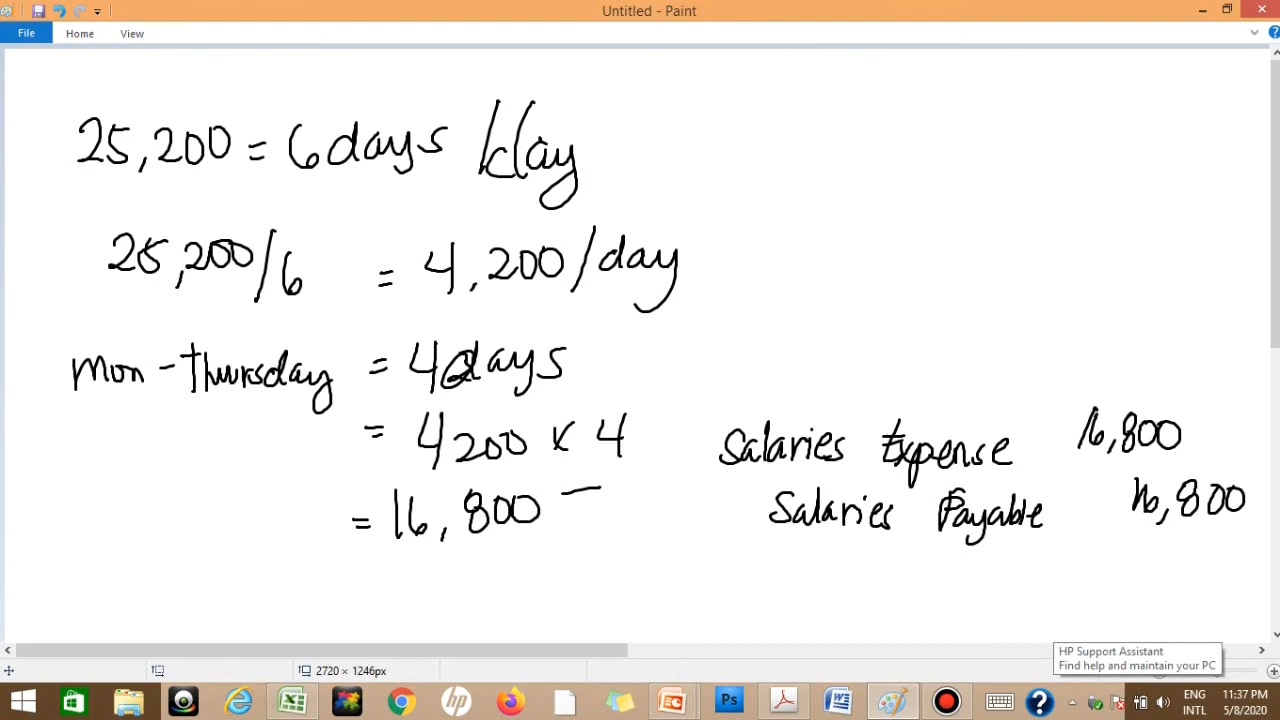 Untitled - Paint
File Home View
25,200 = 6 days /day
25,200/6 = 4,200/day
mon - Thursday = 4 days
= 4200 x 4
= 16,800
Salaries Expense 16,800
Salaries Payable 16,800
HP Support Assistant
Find help and maintain your PC
2720 × 1246px
ENG 11:37 PM
INTL 5/8/2020